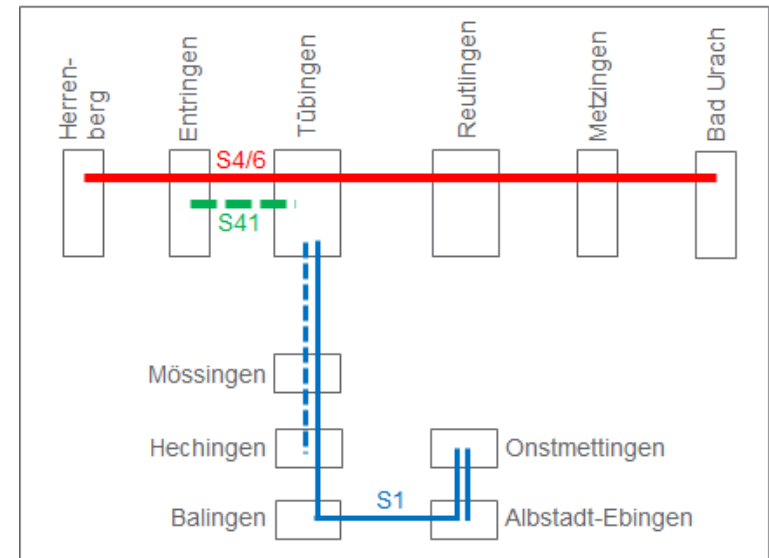 Herren-
berg
Entringen
Tübingen
Reutlingen
Metzingen
Bad Urach
S4/6
S41
Mössingen
Hechingen
Onstmettingen
Balingen
S1
Albstadt-Ebingen